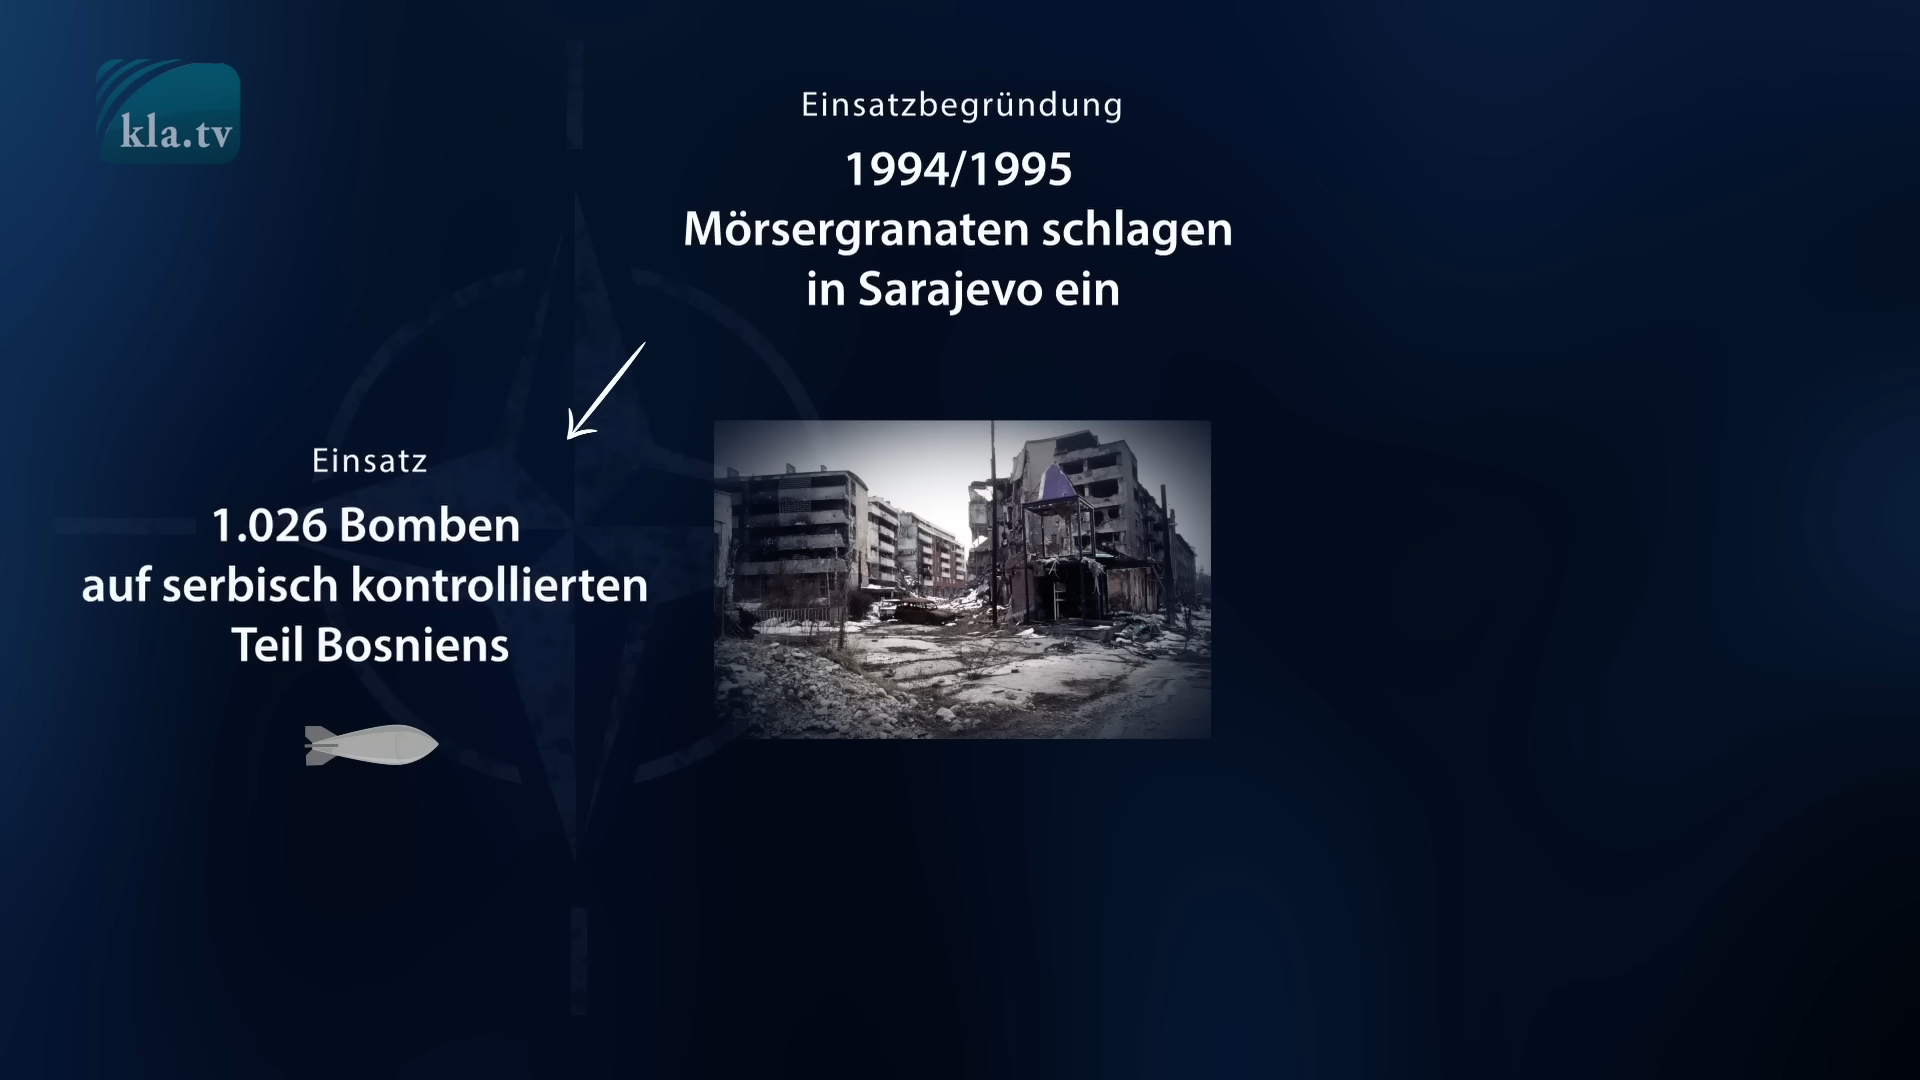 kla.tv
Einsatzbegründung
1994/1995
Mörsergranaten schlagen
in Sarajevo ein
Einsatz
1.026 Bomben
auf serbisch kontrollierten
Teil Bosniens